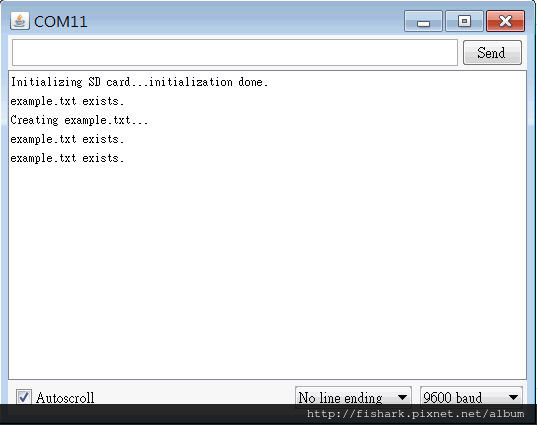 COM11
Send
Initializing SD card...initialization done.
example.txt exists.
Creating example.txt...
example.txt exists.
example.txt exists.
Autoscroll
No line ending
9600 baud
http://fishark.pixnet.net/album